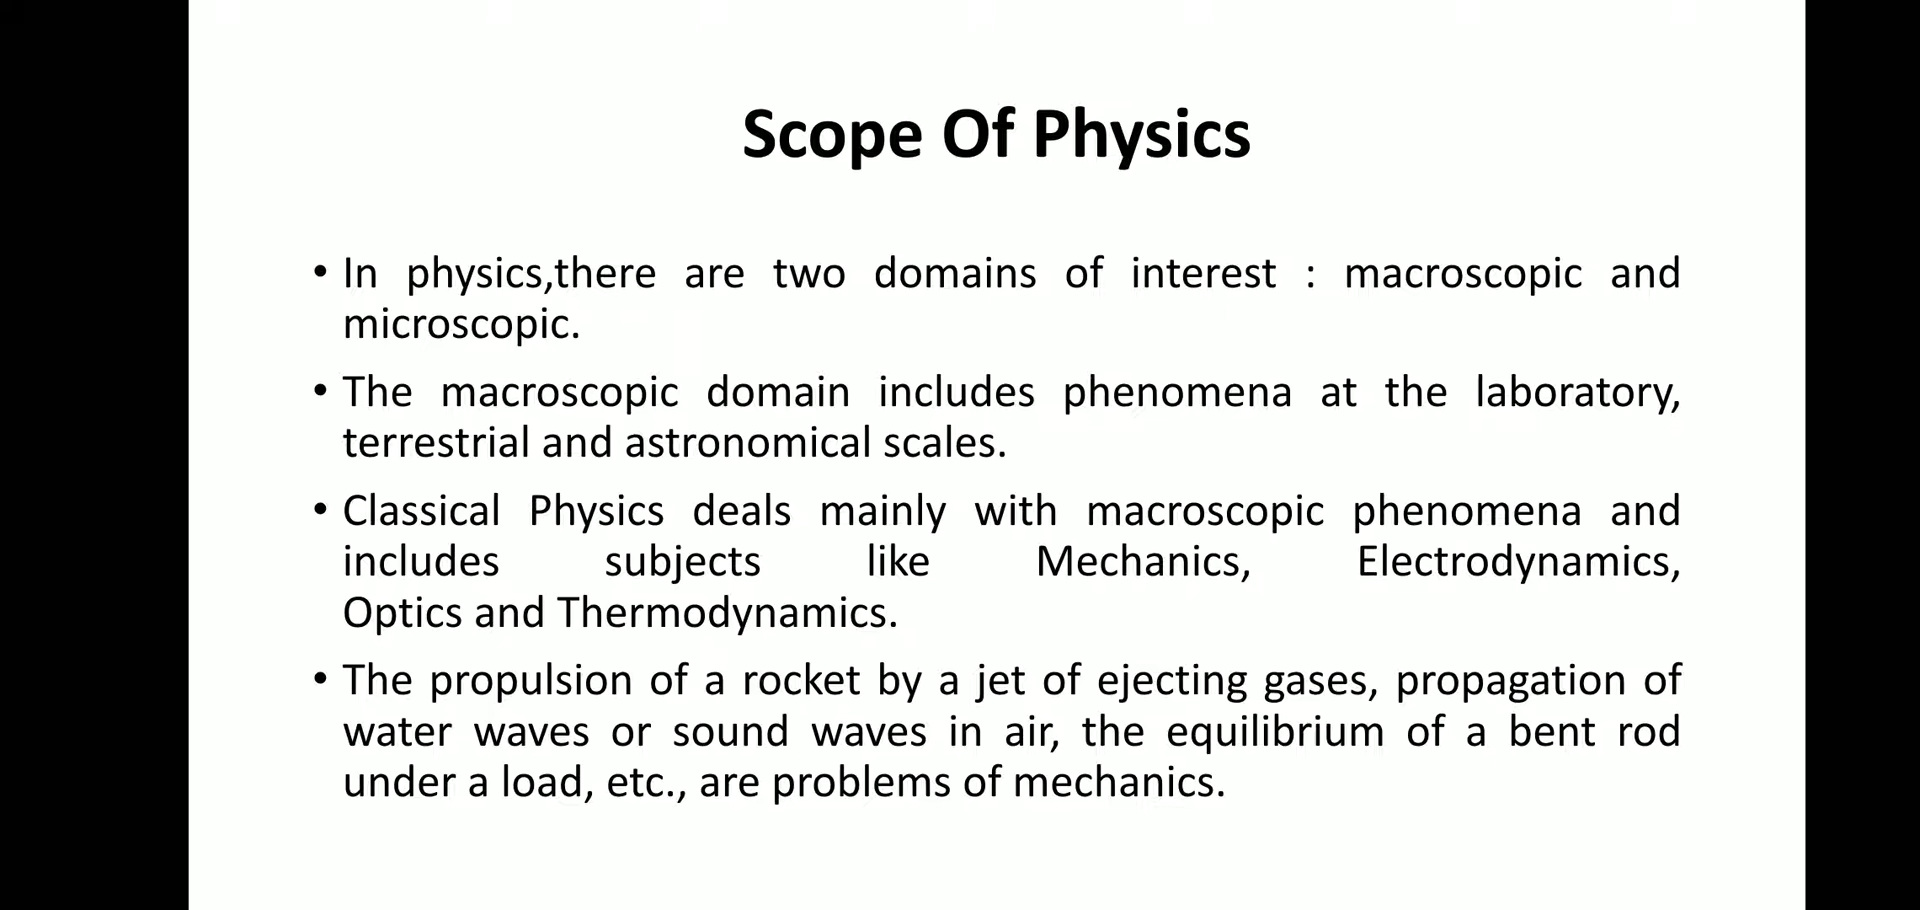 Scope Of Physics
• In physics,there are two domains of interest : macroscopic and
microscopic.
• The macroscopic domain includes phenomena at the laboratory,
terrestrial and astronomical scales.
• Classical Physics deals mainly with macroscopic phenomena and
includes subjects like Mechanics, Electrodynamics,
Optics and Thermodynamics.
• The propulsion of a rocket by a jet of ejecting gases, propagation of
water waves or sound waves in air, the equilibrium of a bent rod
under a load, etc., are problems of mechanics.